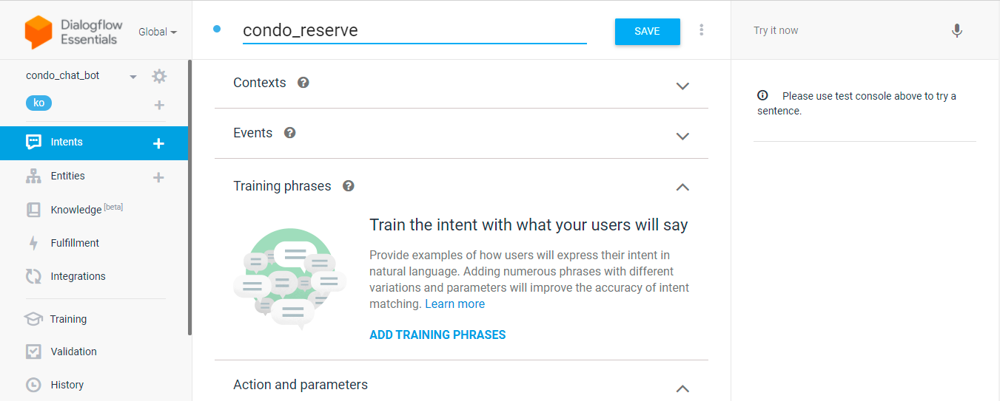 Dialogflow
Essentials
Global
condo_chat_bot
ko
Intents
Entities
Knowledge [beta]
Fulfillment
Integrations
Training
Validation
History
condo_reserve
SAVE
Contexts
Events
Training phrases
Train the intent with what your users will say
Provide examples of how users will express their intent in
natural language. Adding numerous phrases with different
variations and parameters will improve the accuracy of intent
matching. Learn more
ADD TRAINING PHRASES
Action and parameters
Try it now
Please use test console above to try a
sentence.